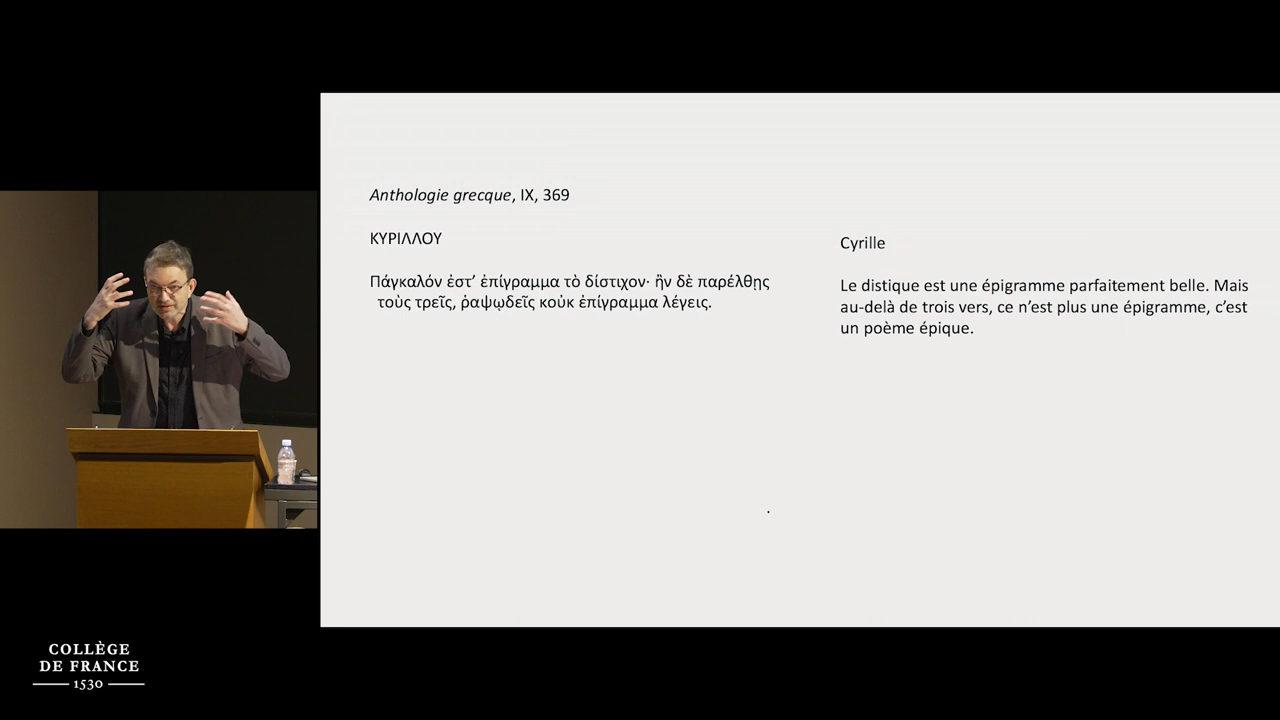 Anthologie grecque, IX, 369
ΚΥΡΙΛΛΟΥ
Πάγκαλόν ἐστ’ ἐπίγραμμα τὸ δίστιχον· ἢν δὲ παρέλθῃς
τοὺς τρεῖς, ῥαψῳδεῖς κοὐκ ἐπίγραμμα λέγεις.
Cyrille
Le distique est une épigramme parfaitement belle. Mais
au-delà de trois vers, ce n’est plus une épigramme, c’est
un poème épique.
COLLÈGE
DE FRANCE
1530